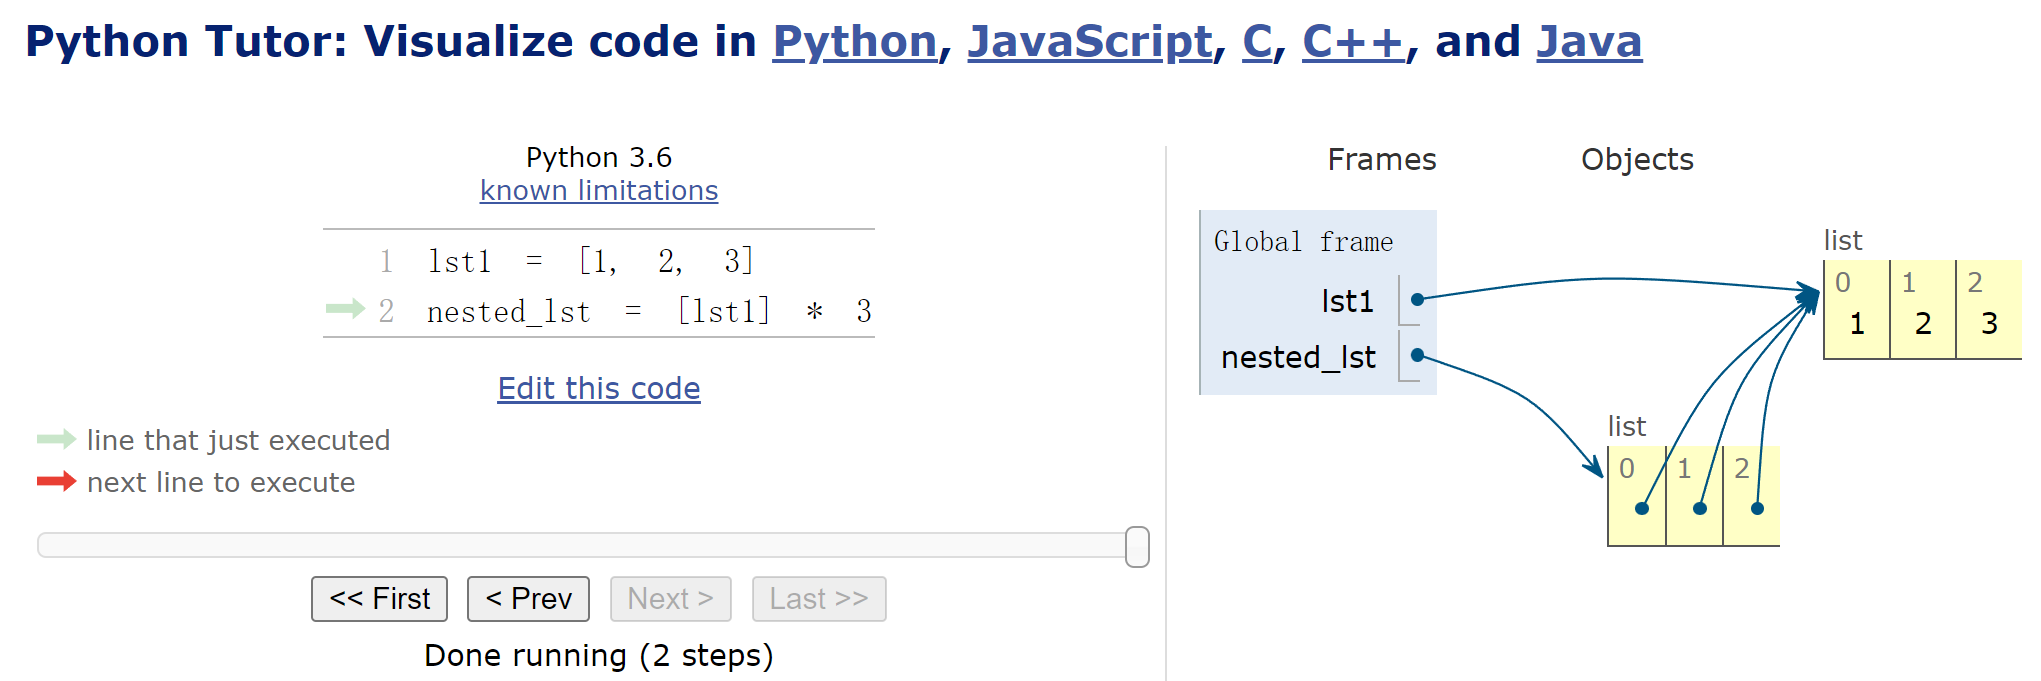 Python Tutor: Visualize code in Python, JavaScript, C, C++, and Java
Python 3.6
known limitations
1 lst1 = [1, 2, 3]
2 nested_lst = [lst1] * 3
Edit this code
line that just executed
next line to execute
<< First < Prev Next > Last >>
Done running (2 steps)
Frames Objects
Global frame
lst1
nested_lst
list
0 1 2
1 2 3
list
0 1 2